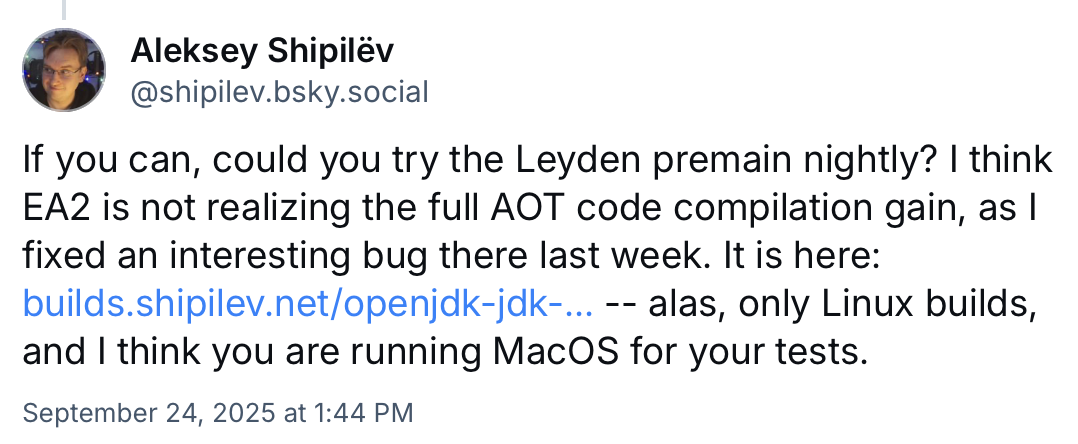 Aleksey Shipilëv
@shipilev.bsky.social
If you can, could you try the Leyden premain nightly? I think
EA2 is not realizing the full AOT code compilation gain, as I
fixed an interesting bug there last week. It is here:
builds.shipilev.net/openjdk-jdk-... -- alas, only Linux builds,
and I think you are running MacOS for your tests.
September 24, 2025 at 1:44 PM